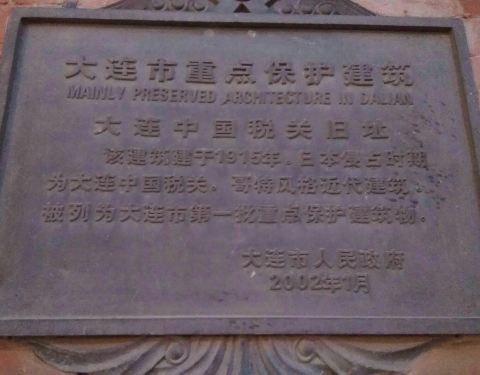 大连市重点保护建筑
MAINLY PRESERVED ARCHITECTURE IN DALIAN
大连中国税关旧址
该建筑建于1915年。日本侵占时期
为大连中国税关。哥特风格近代建筑。
被列为大连市第一批重点保护建筑物。
大连市人民政府
2002年1月